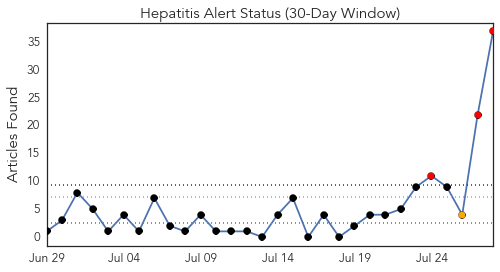 Hepatitis Alert Status (30-Day Window)
Articles Found
35
30
25
20
15
10
5
0
Jun 29 Jul 04 Jul 09 Jul 14 Jul 19 Jul 24